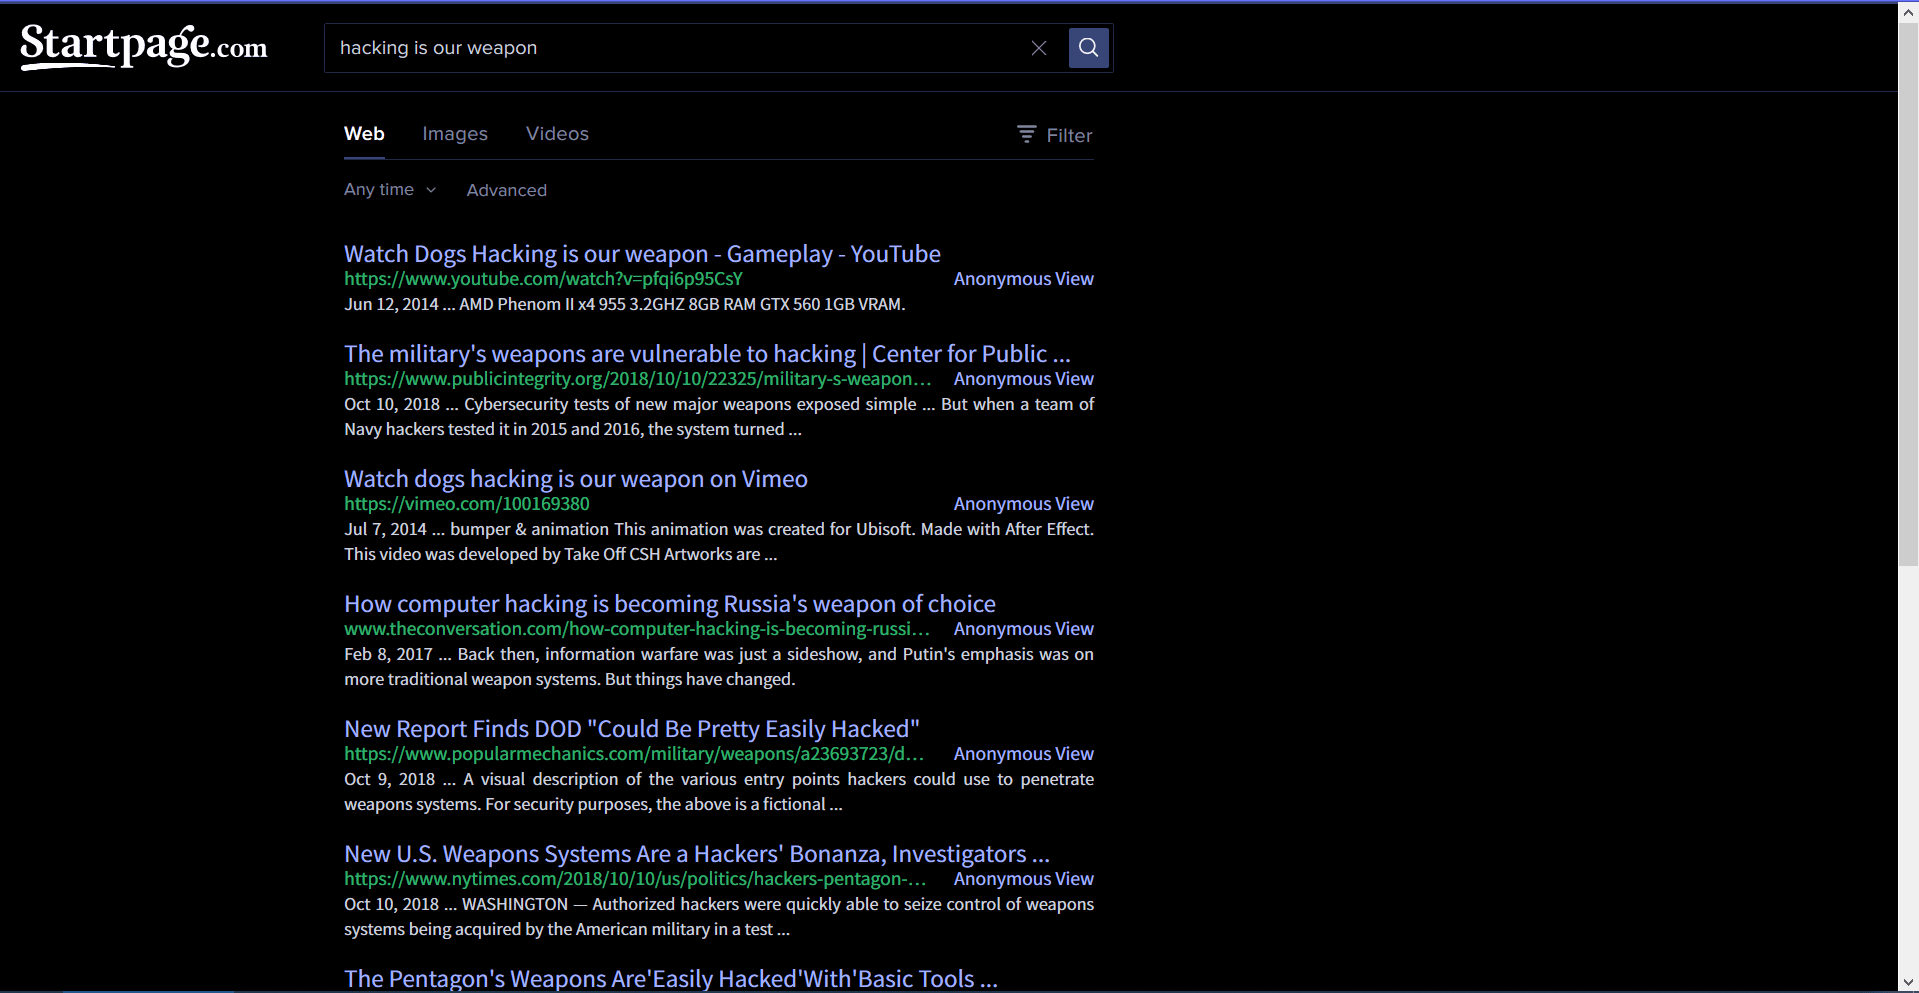 Startpage.com
hacking is our weapon
Web Images Videos Filter
Any time Advanced
Watch Dogs Hacking is our weapon - Gameplay - YouTube
https://www.youtube.com/watch?v=pfqi6p95CsY Anonymous View
Jun 12, 2014 ... AMD Phenom II x4 955 3.2GHZ 8GB RAM GTX 560 1GB VRAM.
The military's weapons are vulnerable to hacking | Center for Public ...
https://www.publicintegrity.org/2018/10/10/22325/military-s-weapon... Anonymous View
Oct 10, 2018 ... Cybersecurity tests of new major weapons exposed simple ... But when a team of
Navy hackers tested it in 2015 and 2016, the system turned ...
Watch dogs hacking is our weapon on Vimeo
https://vimeo.com/100169380 Anonymous View
Jul 7, 2014 ... bumper & animation This animation was created for Ubisoft. Made with After Effect.
This video was developed by Take Off CSH Artworks are ...
How computer hacking is becoming Russia's weapon of choice
www.theconversation.com/how-computer-hacking-is-becoming-russi... Anonymous View
Feb 8, 2017 ... Back then, information warfare was just a sideshow, and Putin's emphasis was on
more traditional weapon systems. But things have changed.
New Report Finds DOD "Could Be Pretty Easily Hacked"
https://www.popularmechanics.com/military/weapons/a23693723/d... Anonymous View
Oct 9, 2018 ... A visual description of the various entry points hackers could use to penetrate
weapons systems. For security purposes, the above is a fictional ...
New U.S. Weapons Systems Are a Hackers' Bonanza, Investigators ...
https://www.nytimes.com/2018/10/10/us/politics/hackers-pentagon-... Anonymous View
Oct 10, 2018 ... WASHINGTON — Authorized hackers were quickly able to seize control of weapons
systems being acquired by the American military in a test ...
The Pentagon's Weapons Are'Easily Hacked'With'Basic Tools ...